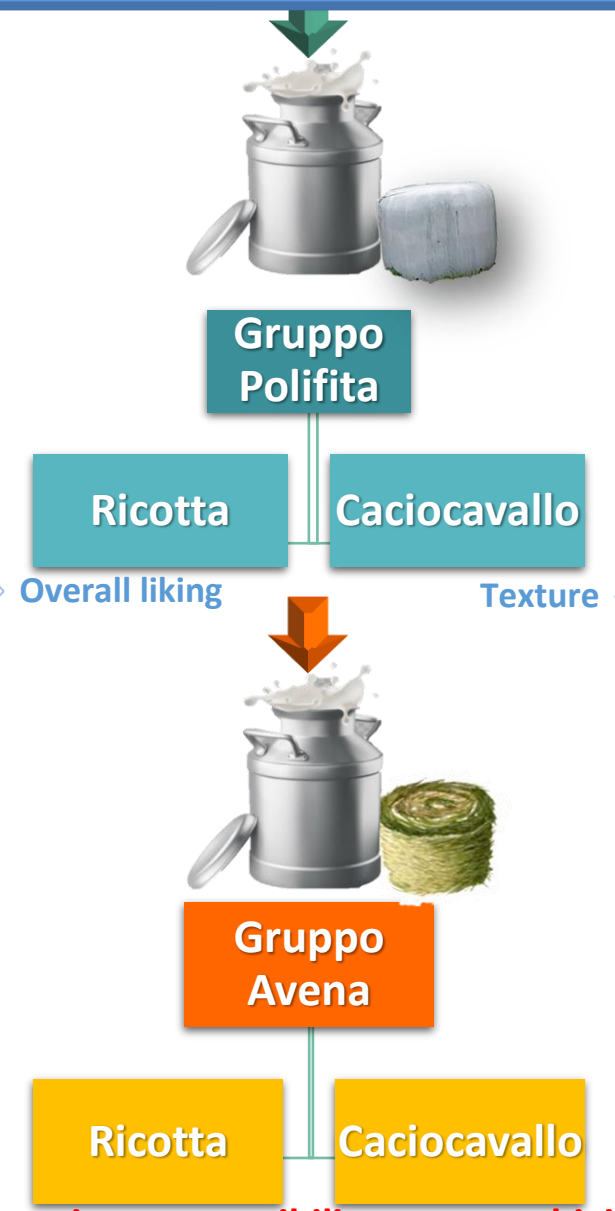 Gruppo
Polifita
Ricotta
Caciocavallo
Overall liking
Texture
Gruppo
Avena
Ricotta
Caciocavallo